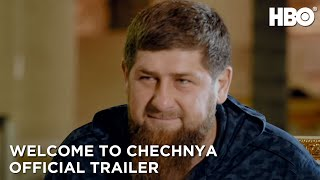 HBO
WELCOME TO CHECHNYA
OFFICIAL TRAILER